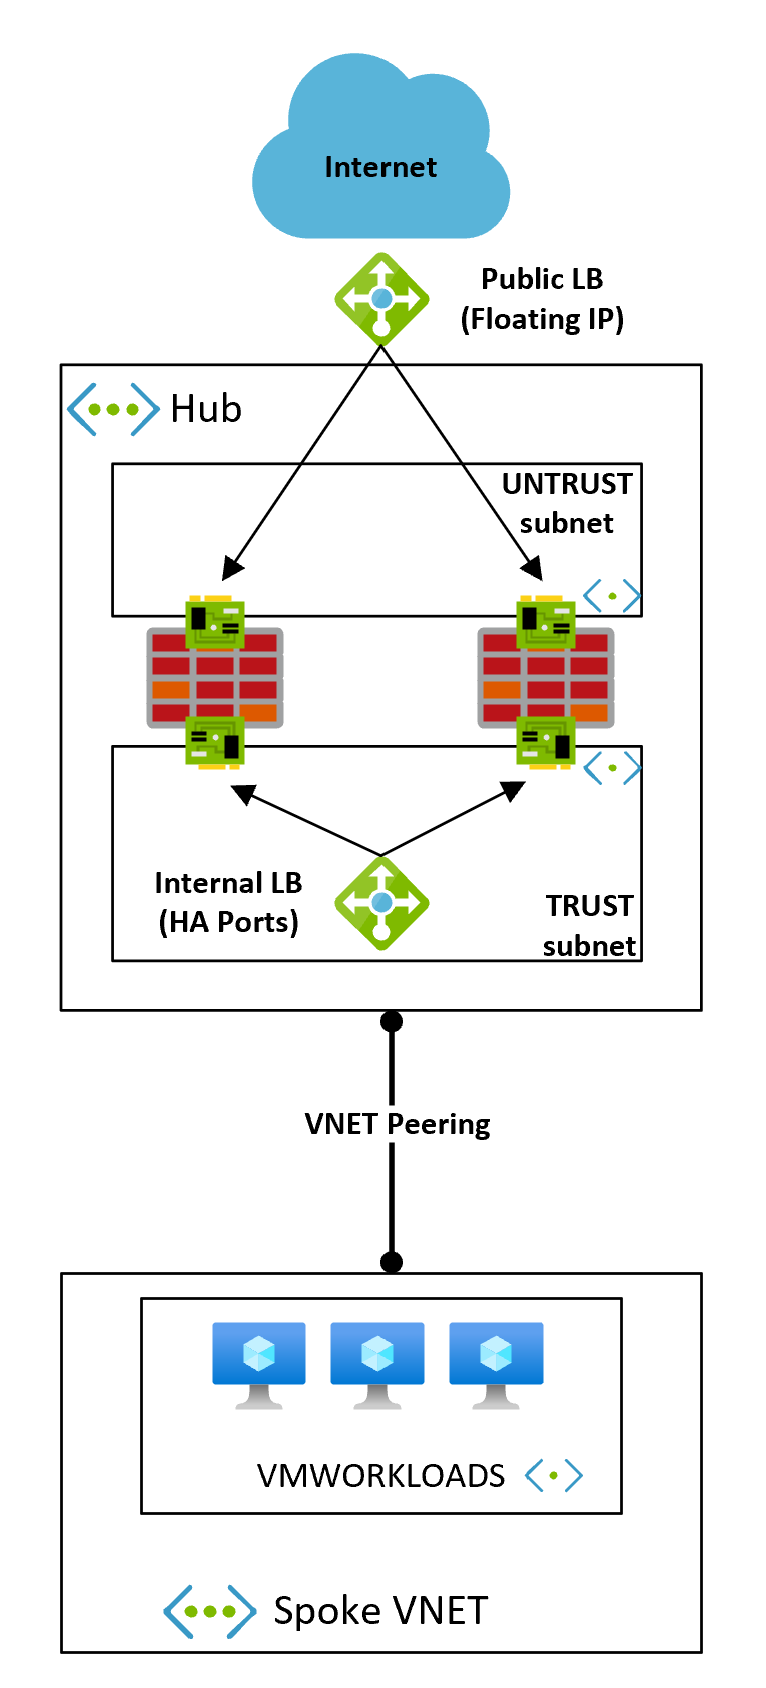 Internet
Public LB
(Floating IP)
Hub
UNTRUST
subnet
Internal LB
(HA Ports)
TRUST
subnet
VNET Peering
VMWORKLOADS
Spoke VNET